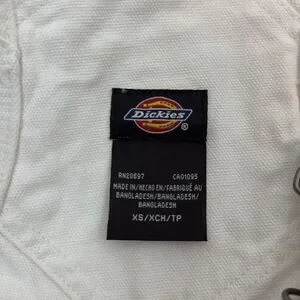 Dickies
®
RN20697 CA01095
MADE IN/HECHO EN/FABRIQUÉ AU
BANGLADESH/BANGLADESH/
BANGLADESH
XS/XCH/TP